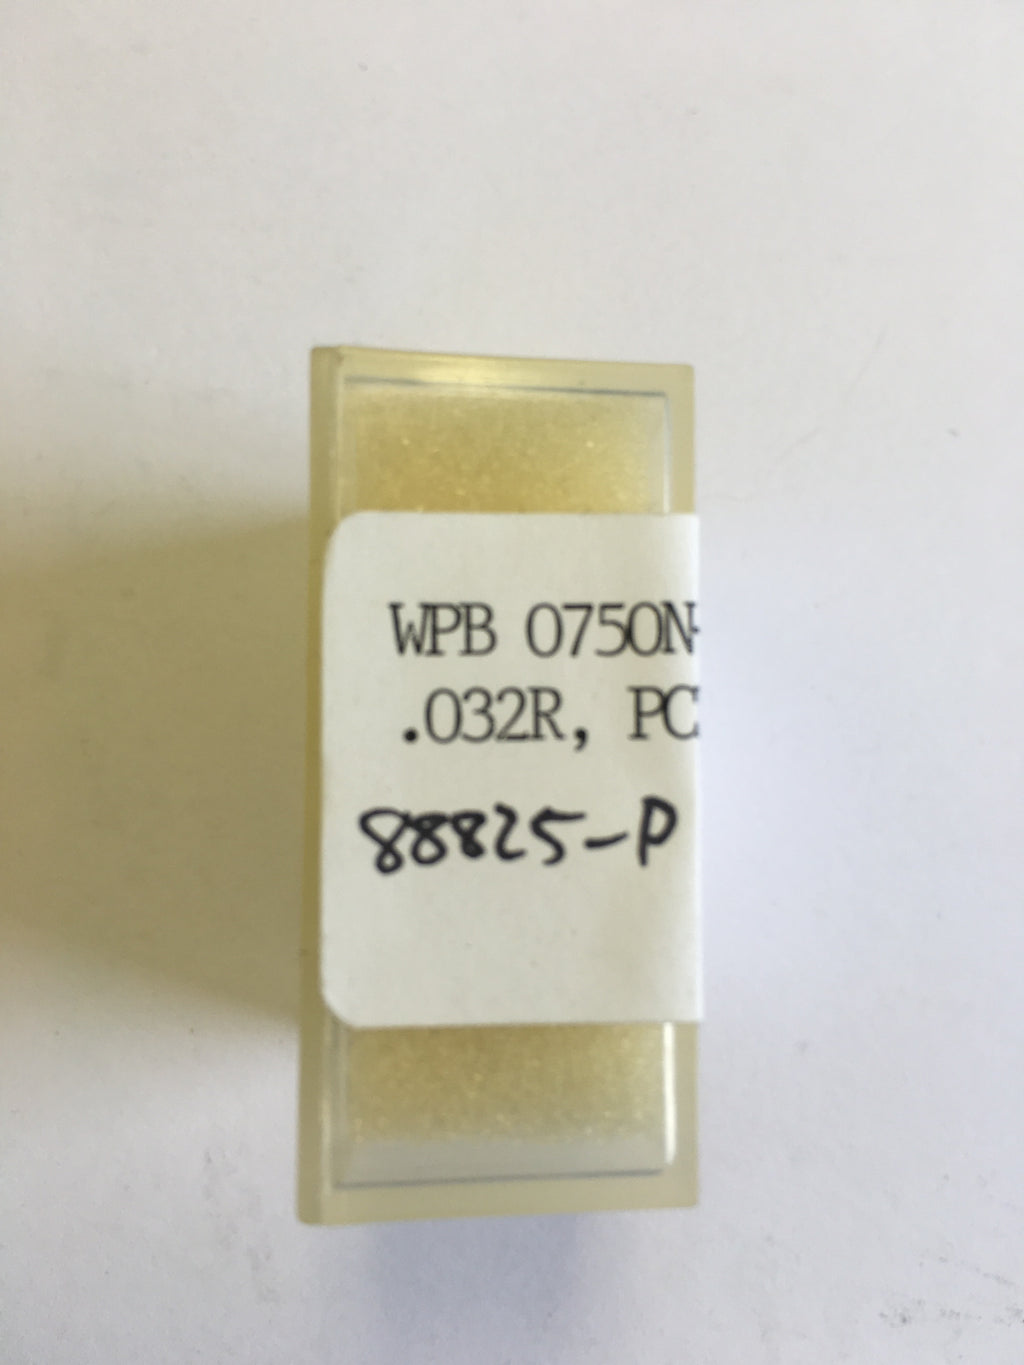 WPB 0750N-
.032R, PC
88825-P